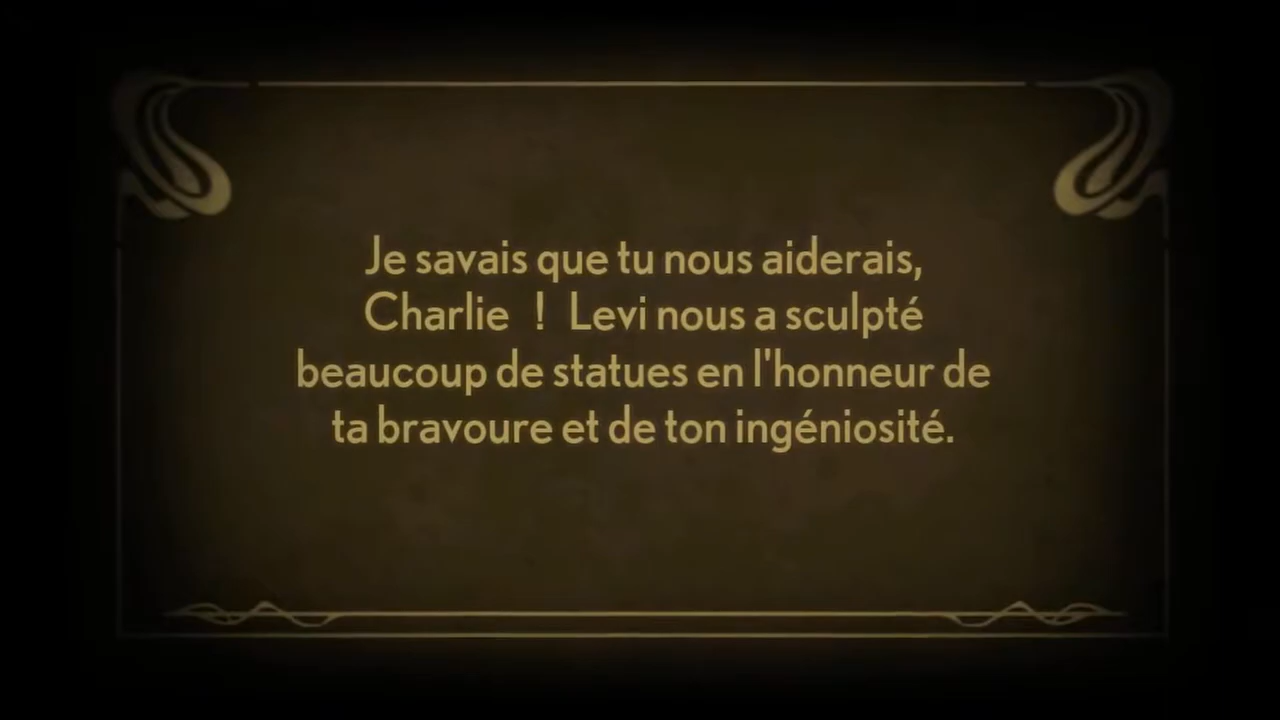 Je savais que tu nous aiderais,
Charlie ! Levi nous a sculpté
beaucoup de statues en l'honneur de
ta bravoure et de ton ingéniosité.